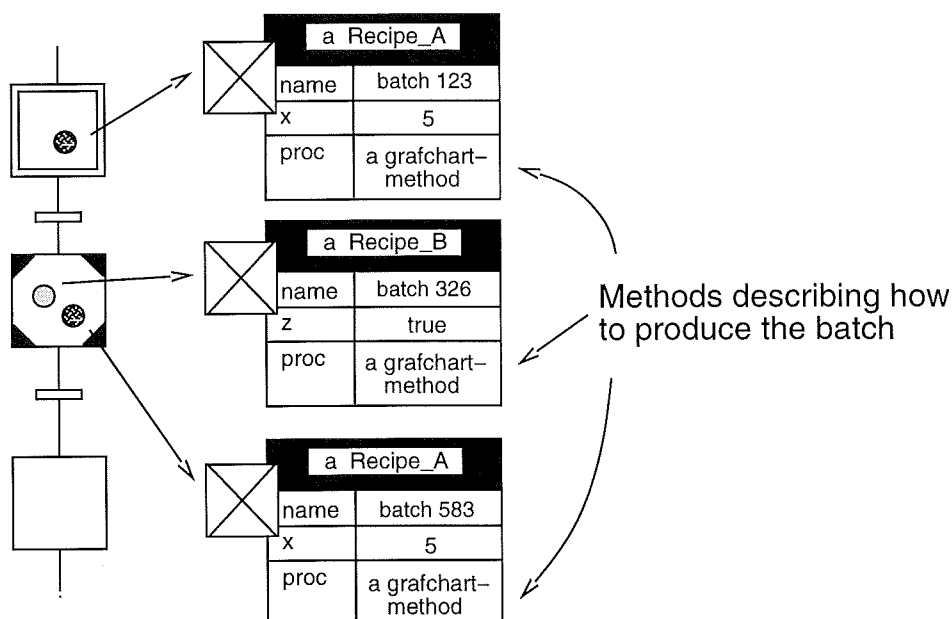 a Recipe_A
name batch 123
x 5
proc a grafchart–
method
a Recipe_B
name batch 326
z true
proc a grafchart–
method
Methods describing how
to produce the batch
a Recipe_A
name batch 583
x 5
proc a grafchart–
method